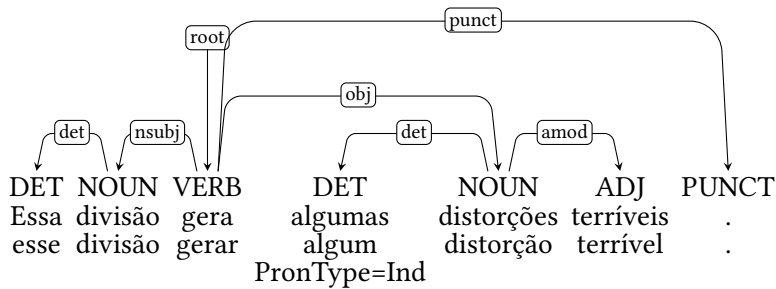 punct
root
obj
det nsubj det amod
DET NOUN VERB DET NOUN ADJ PUNCT
Essa divisão gera algumas distorções terríveis .
esse divisão gerar algum distorção terrível .
PronType=Ind